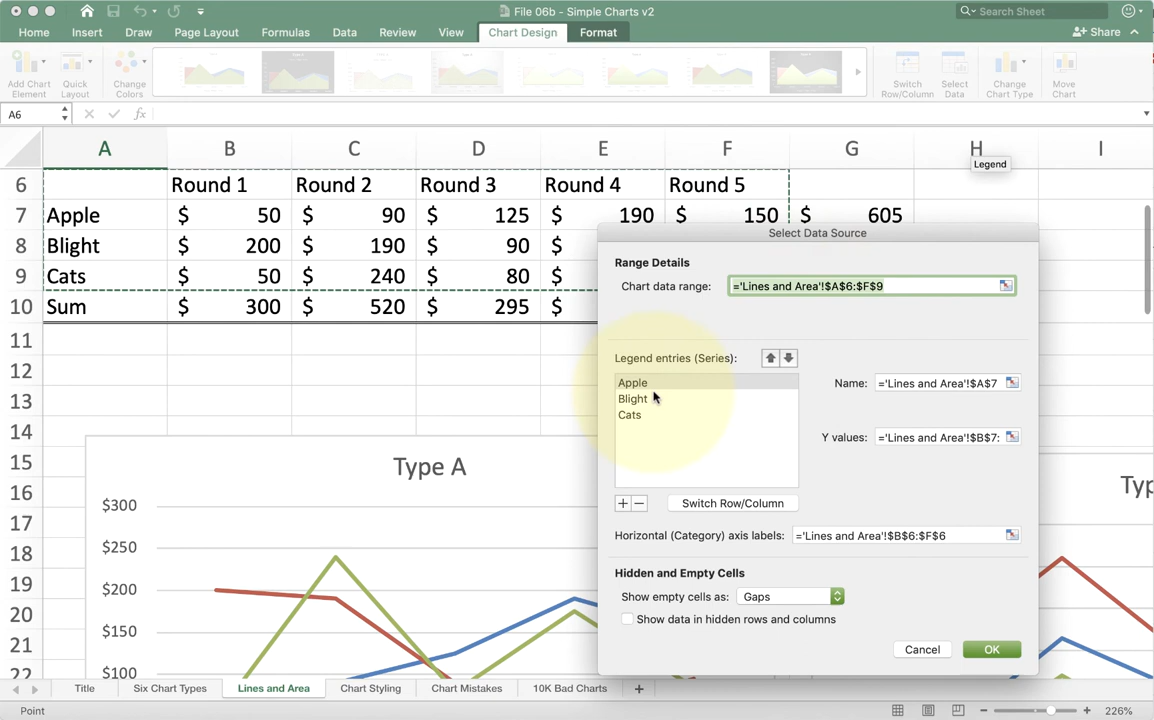 File 06b - Simple Charts v2
Search Sheet
Home Insert Draw Page Layout Formulas Data Review View Chart Design Format
Share
Add Chart Element
Quick Layout
Change Colors
Switch Row/Column
Select Data
Change Chart Type
Move Chart
A6 fx
A B C D E F G H I
Legend
6 Round 1 Round 2 Round 3 Round 4 Round 5
7 Apple $ 50 $ 90 $ 125 $ 190 $ 150 $ 605
8 Blight $ 200 $ 190 $ 90 $
9 Cats $ 50 $ 240 $ 80 $
10 Sum $ 300 $ 520 $ 295 $
11
12
13
14
15
16
17
18
19
20
21
22
Type A
$300
$250
$200
$150
$100
Typ
Select Data Source
Range Details
Chart data range: ='Lines and Area'!$A$6:$F$9
Legend entries (Series):
Apple
Blight
Cats
Name: ='Lines and Area'!$A$7
Y values: ='Lines and Area'!$B$7:
+ − Switch Row/Column
Horizontal (Category) axis labels: ='Lines and Area'!$B$6:$F$6
Hidden and Empty Cells
Show empty cells as: Gaps
Show data in hidden rows and columns
Cancel OK
Title Six Chart Types Lines and Area Chart Styling Chart Mistakes 10K Bad Charts +
Point
− + 226%